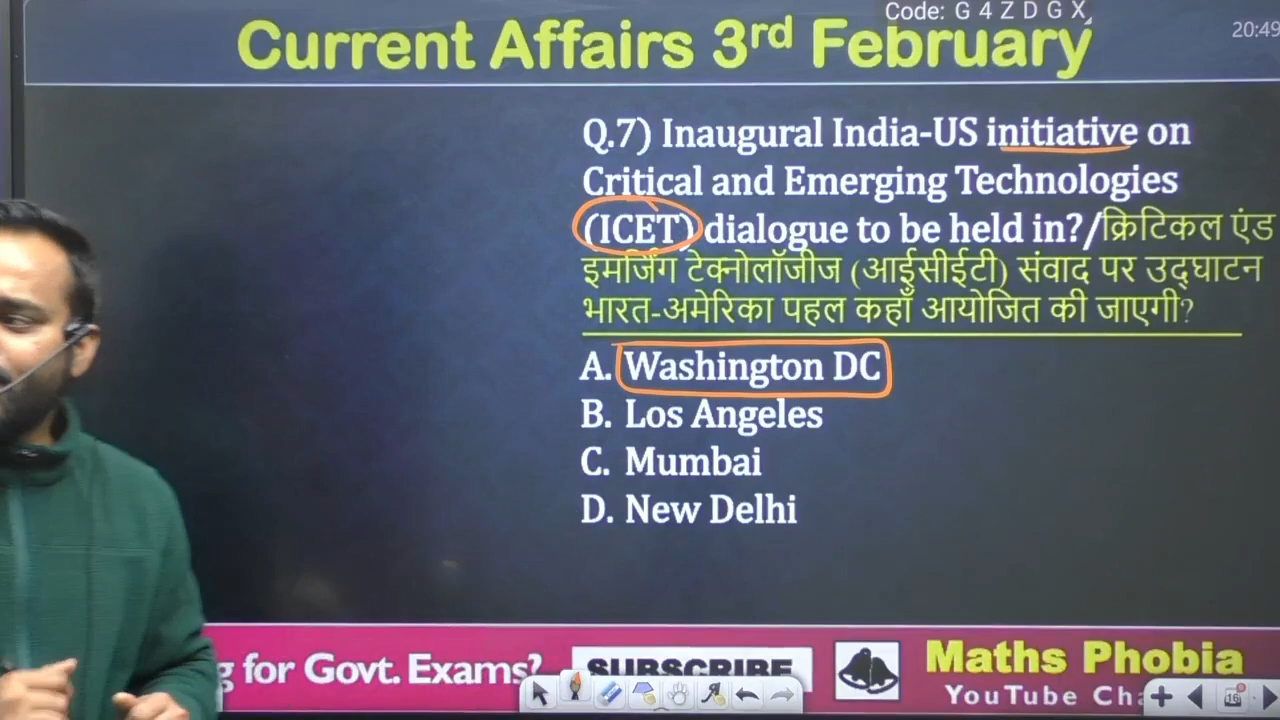 Code: G 4 Z D G X
20:49
Current Affairs 3rd February
Q.7) Inaugural India-US initiative on
Critical and Emerging Technologies
(ICET) dialogue to be held in?/क्रिटिकल एंड
इमर्जिंग टेक्नोलॉजीज (आईसीईटी) संवाद पर उद्घाटन
भारत-अमेरिका पहल कहाँ आयोजित की जाएगी?
A. Washington DC
B. Los Angeles
C. Mumbai
D. New Delhi
for Govt. Exams?
SUBSCRIBE
Maths Phobia
YouTube
16